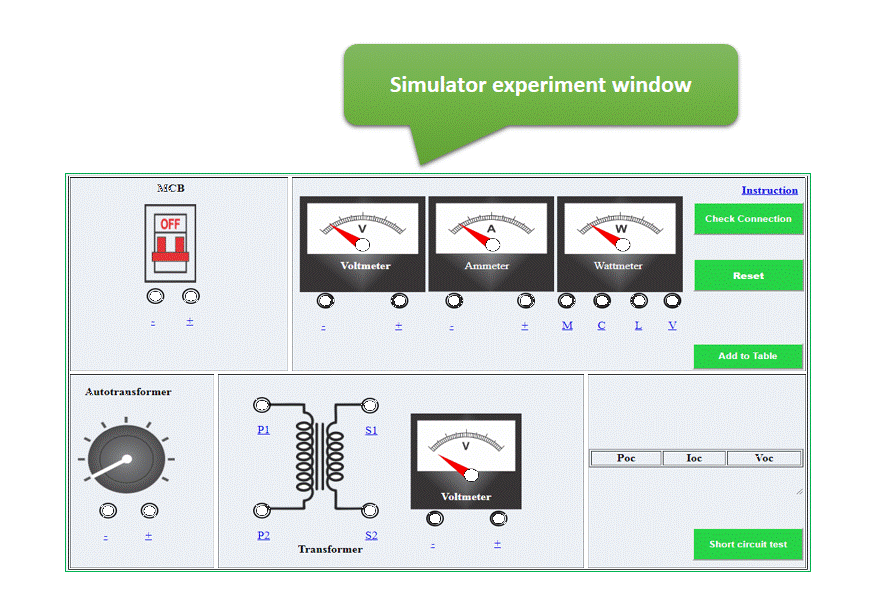 Simulator experiment window
MCB
OFF
- +
Instruction
V
Voltmeter
- +
A
Ammeter
- +
W
Wattmeter
M C L V
Check Connection
Reset
Add to Table
Autotransformer
- +
P1 S1
P2 S2
Transformer
V
Voltmeter
- +
Poc Ioc Voc
Short circuit test